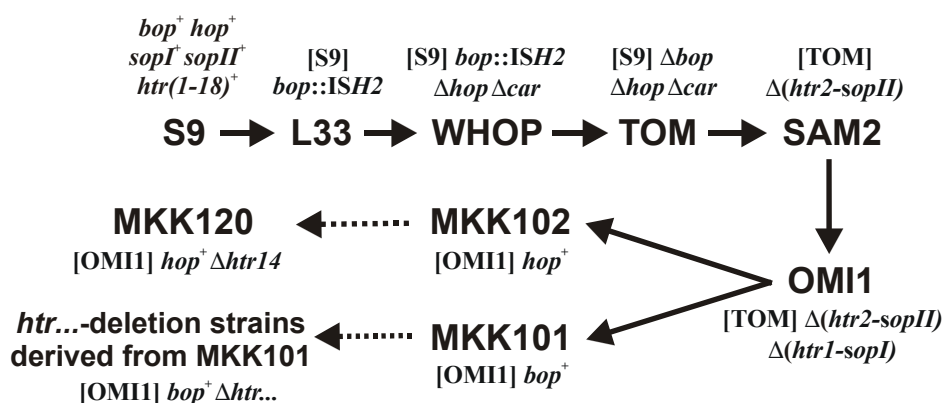 bop⁺ hop⁺
sopI⁺ sopII⁺
htr(1-18)⁺
S9
[S9]
bop::ISH2
L33
[S9] bop::ISH2
Δhop Δcar
WHOP
[S9] Δbop
Δhop Δcar
TOM
[TOM]
Δ(htr2-sopII)
SAM2
MKK120
[OMI1] hop⁺ Δhtr14
MKK102
[OMI1] hop⁺
OMI1
[TOM] Δ(htr2-sopII)
Δ(htr1-sopI)
htr...-deletion strains
derived from MKK101
[OMI1] bop⁺ Δhtr...
MKK101
[OMI1] bop⁺